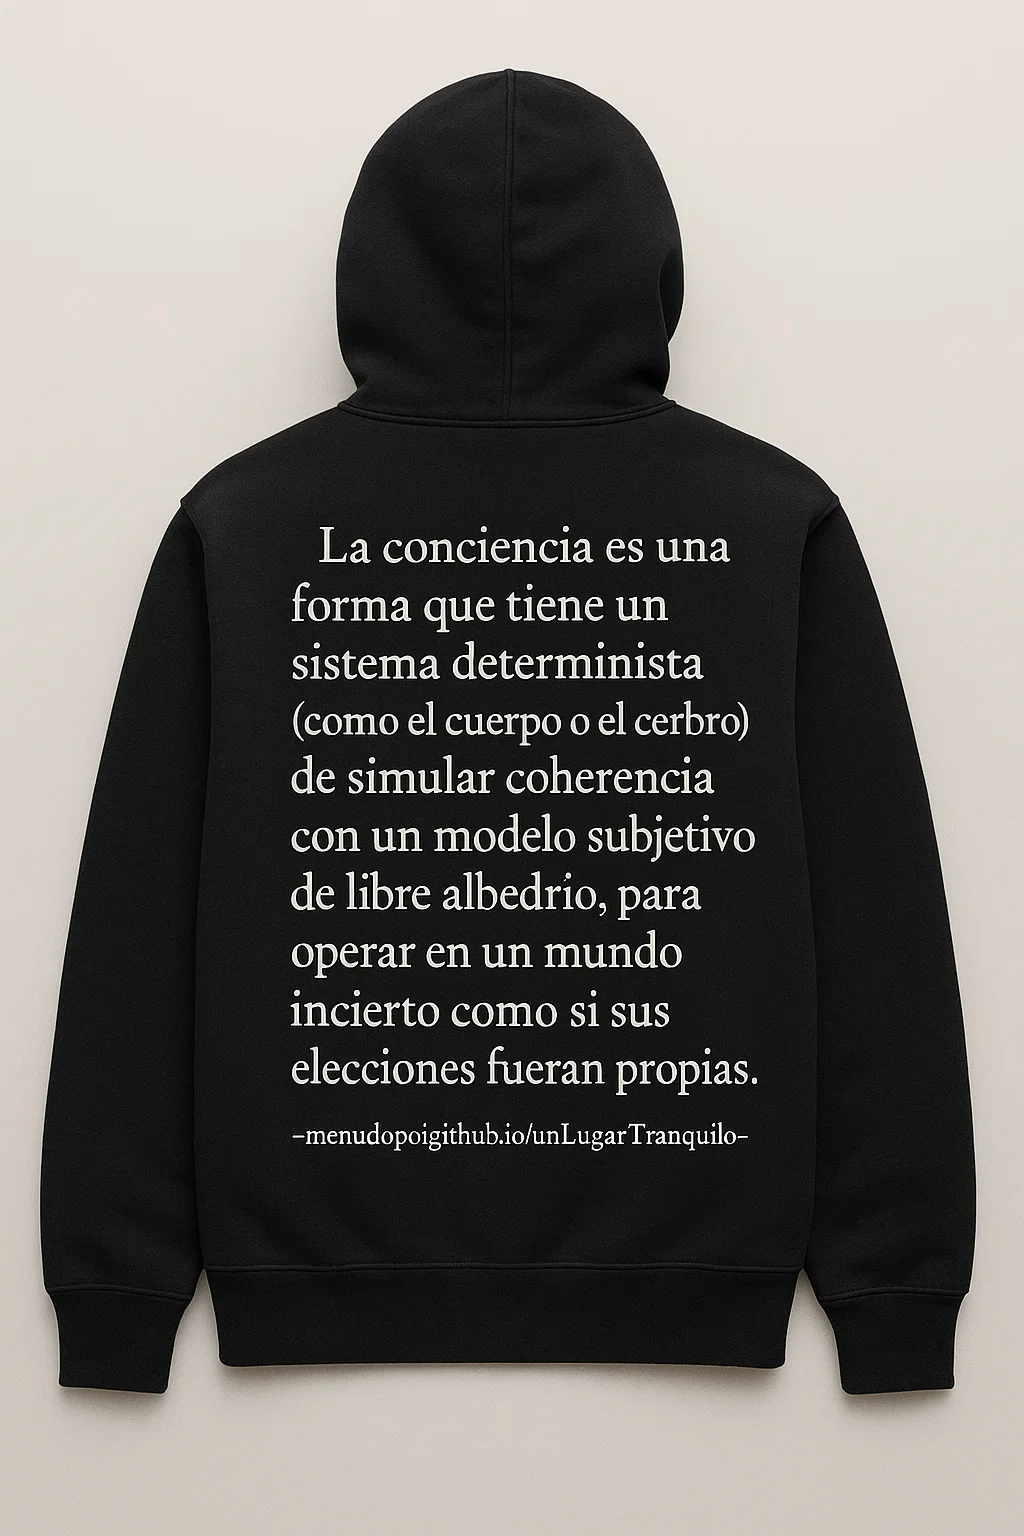 La conciencia es una
forma que tiene un
sistema determinista
(como el cuerpo o el cerbro)
de simular coherencia
con un modelo subjetivo
de libre albedrío, para
operar en un mundo
incierto como si sus
elecciones fueran propias.
–menudopoigithub.io/unLugarTranquilo–